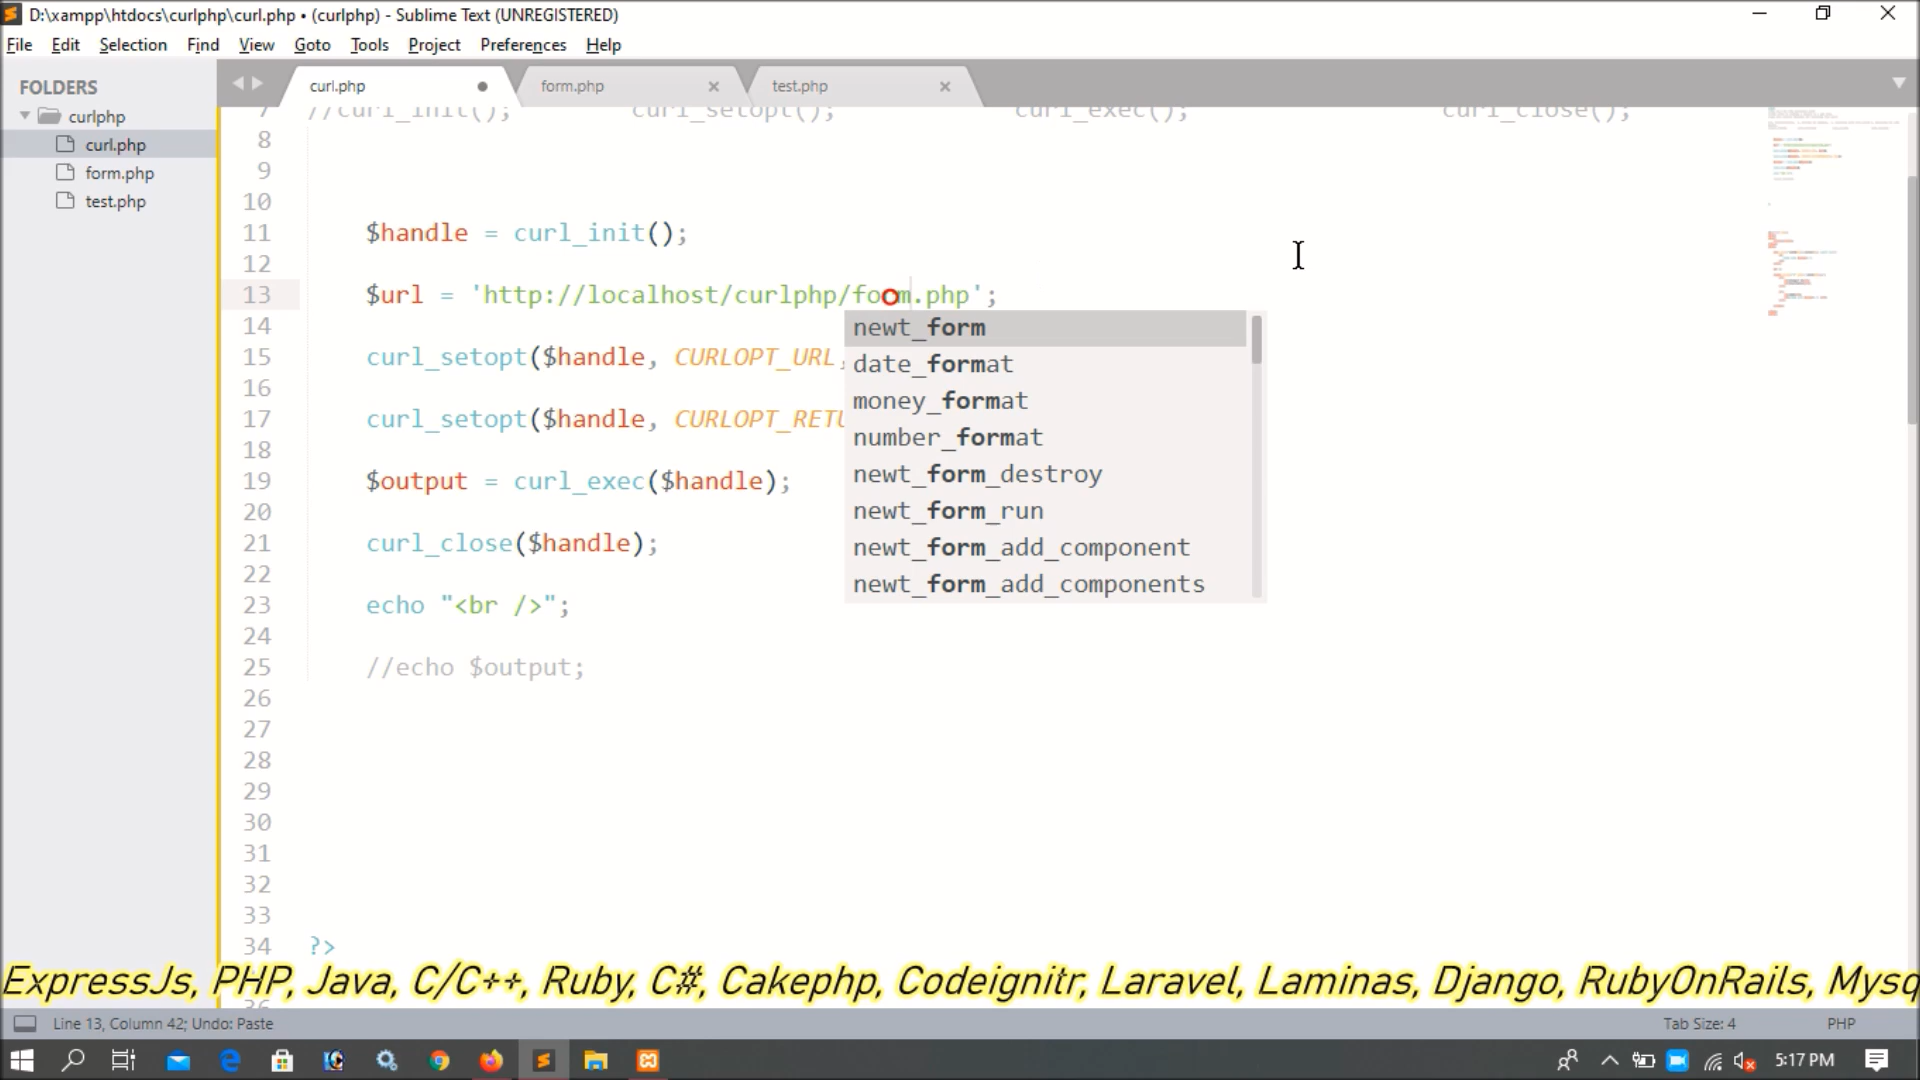 D:\xampp\htdocs\curlphp\curl.php • (curlphp) - Sublime Text (UNREGISTERED)
File Edit Selection Find View Goto Tools Project Preferences Help
FOLDERS
curlphp
curl.php
form.php
test.php
curl.php form.php test.php
7 //curl_init(); curl_setopt(); curl_exec(); curl_close();
8
9
10
11 $handle = curl_init();
12
13 $url = 'http://localhost/curlphp/form.php';
14
15 curl_setopt($handle, CURLOPT_URL,
16
17 curl_setopt($handle, CURLOPT_RETU
18
19 $output = curl_exec($handle);
20
21 curl_close($handle);
22
23 echo "<br />";
24
25 //echo $output;
26
27
28
29
30
31
32
33
34 ?>
newt_form
date_format
money_format
number_format
newt_form_destroy
newt_form_run
newt_form_add_component
newt_form_add_components
ExpressJs, PHP, Java, C/C++, Ruby, C#, Cakephp, Codeignitr, Laravel, Laminas, Django, RubyOnRails, Mysq
Line 13, Column 42; Undo: Paste Tab Size: 4 PHP
5:17 PM